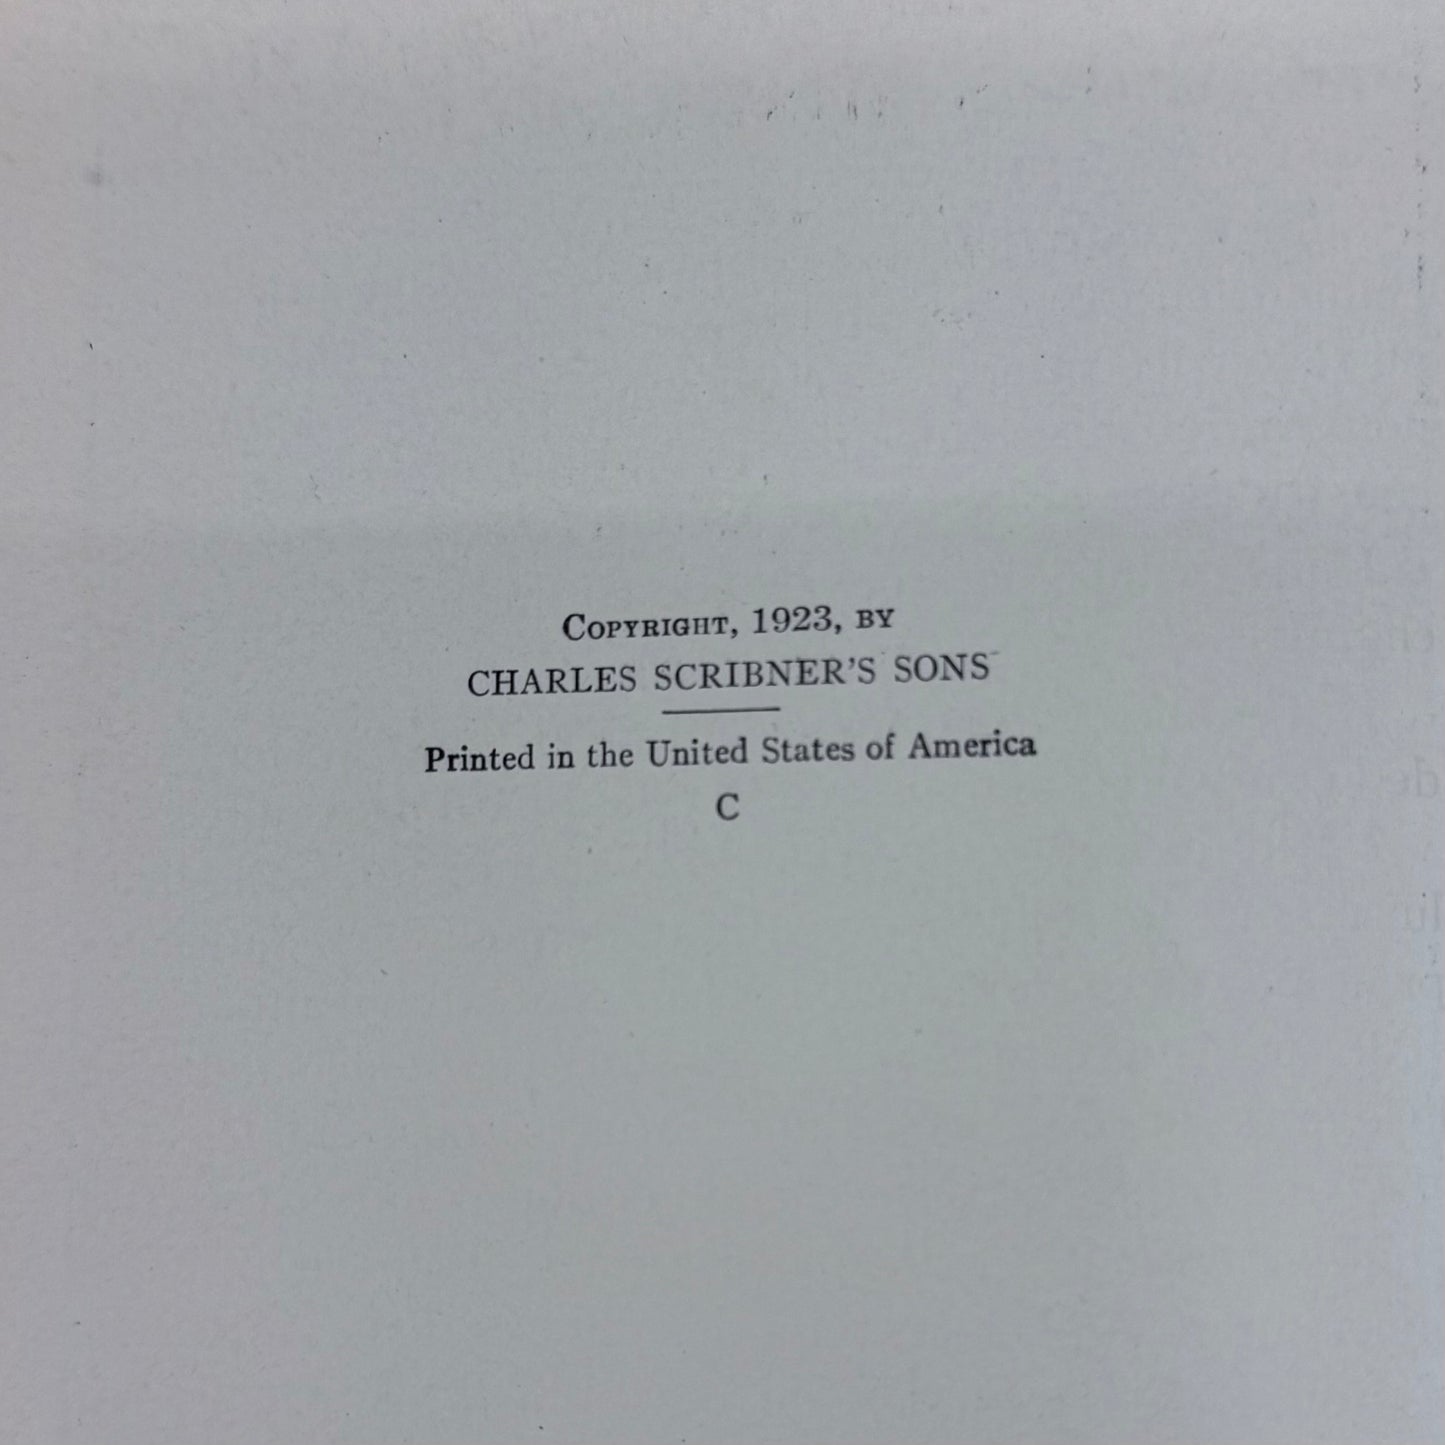 COPYRIGHT, 1923, BY
CHARLES SCRIBNER'S SONS
Printed in the United States of America
C